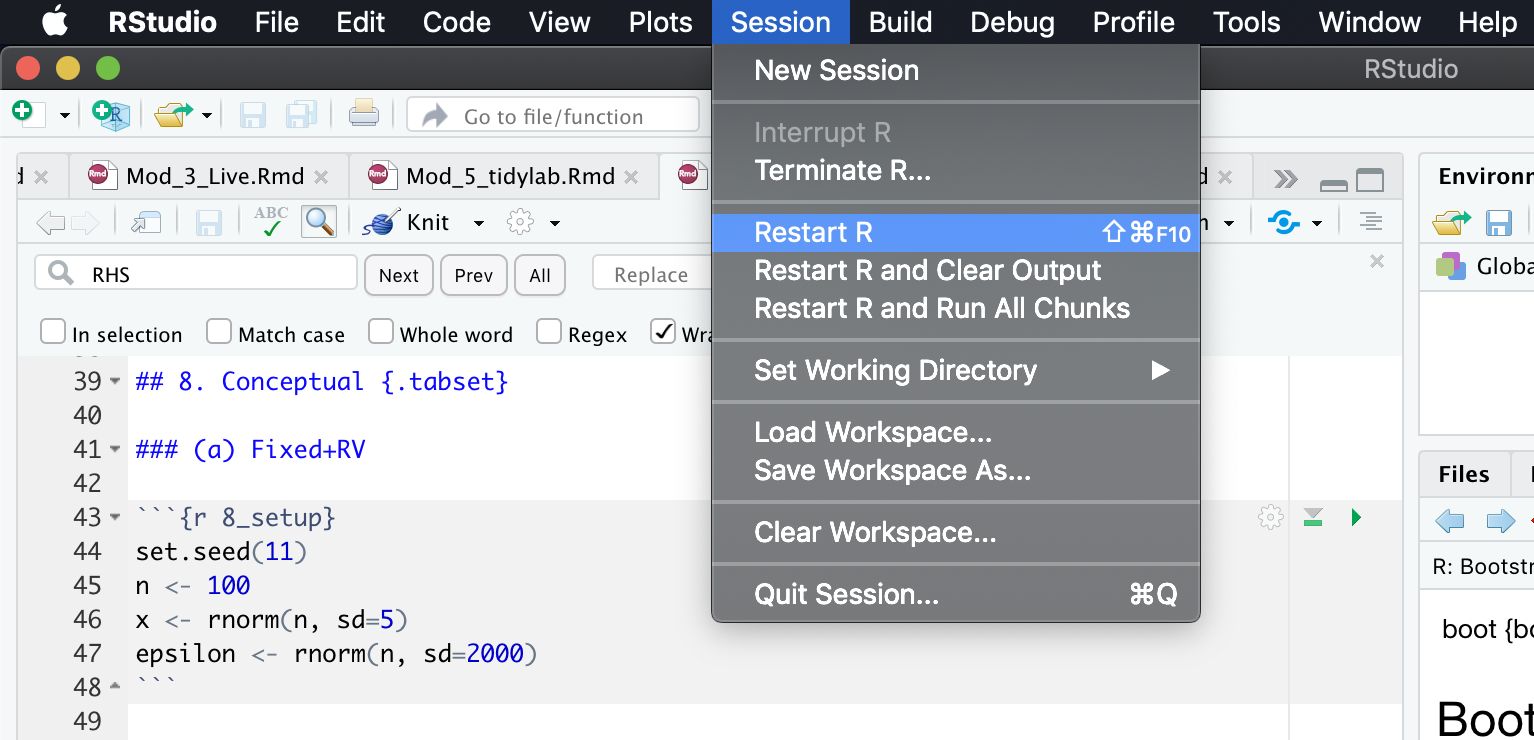 RStudio File Edit Code View Plots Session Build Debug Profile Tools Window Help
RStudio
Go to file/function
Mod_3_Live.Rmd Mod_5_tidylab.Rmd
Knit
RHS Next Prev All Replace
In selection Match case Whole word Regex
39 ## 8. Conceptual {.tabset}
40
41 ### (a) Fixed+RV
42
43 ```{r 8_setup}
44 set.seed(11)
45 n <- 100
46 x <- rnorm(n, sd=5)
47 epsilon <- rnorm(n, sd=2000)
48 ```
49
New Session
Interrupt R
Terminate R...
Restart R ⇧⌘F10
Restart R and Clear Output
Restart R and Run All Chunks
Set Working Directory ▶
Load Workspace...
Save Workspace As...
Clear Workspace...
Quit Session... ⌘Q
Files
R: Bootstr
boot {bo
Boot